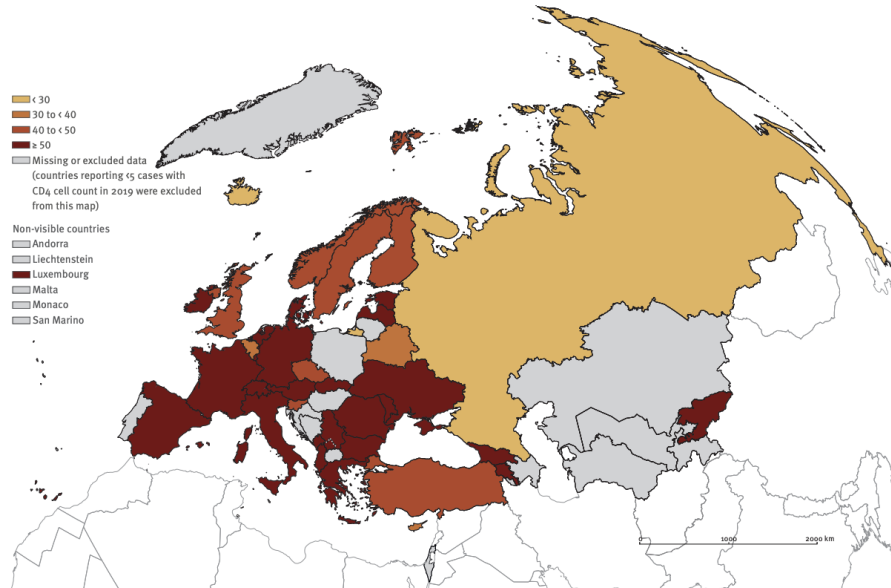 < 30
30 to < 40
40 to < 50
≥ 50
Missing or excluded data
(countries reporting <5 cases with
CD4 cell count in 2019 were excluded
from this map)
Non-visible countries
Andorra
Liechtenstein
Luxembourg
Malta
Monaco
San Marino
0 1000 2000 km